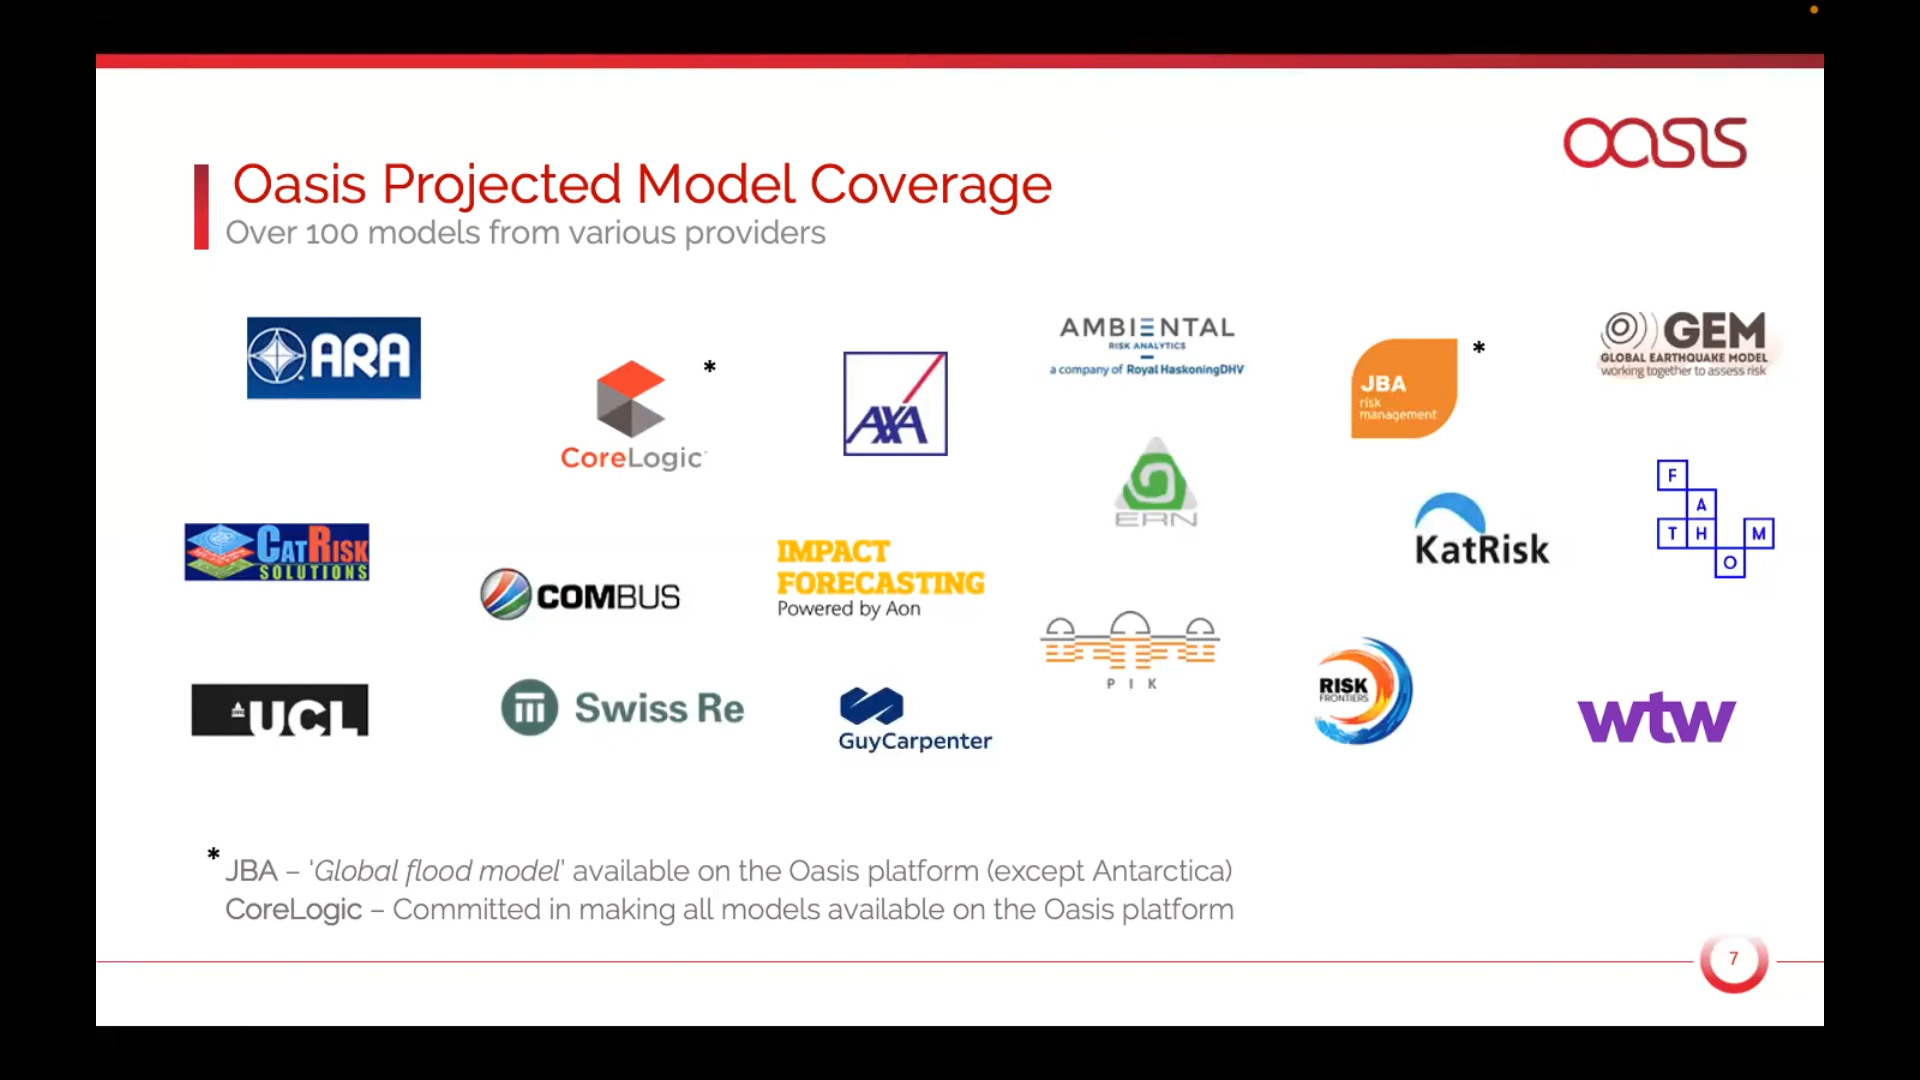 OASIS
Oasis Projected Model Coverage
Over 100 models from various providers
ARA
*
CoreLogic
AXA
AMBIENTAL
RISK ANALYTICS
a company of Royal HaskoningDHV
*
JBA
risk
management
GEM
GLOBAL EARTHQUAKE MODEL
working together to assess risk
CATRISK
SOLUTIONS
COMBUS
IMPACT
FORECASTING
Powered by Aon
ERN
KatRisk
F
A
T H M
O
UCL
Swiss Re
GuyCarpenter
P I K
RISK
FRONTIERS
wtw
* JBA – ‘Global flood model’ available on the Oasis platform (except Antarctica)
CoreLogic – Committed in making all models available on the Oasis platform
7